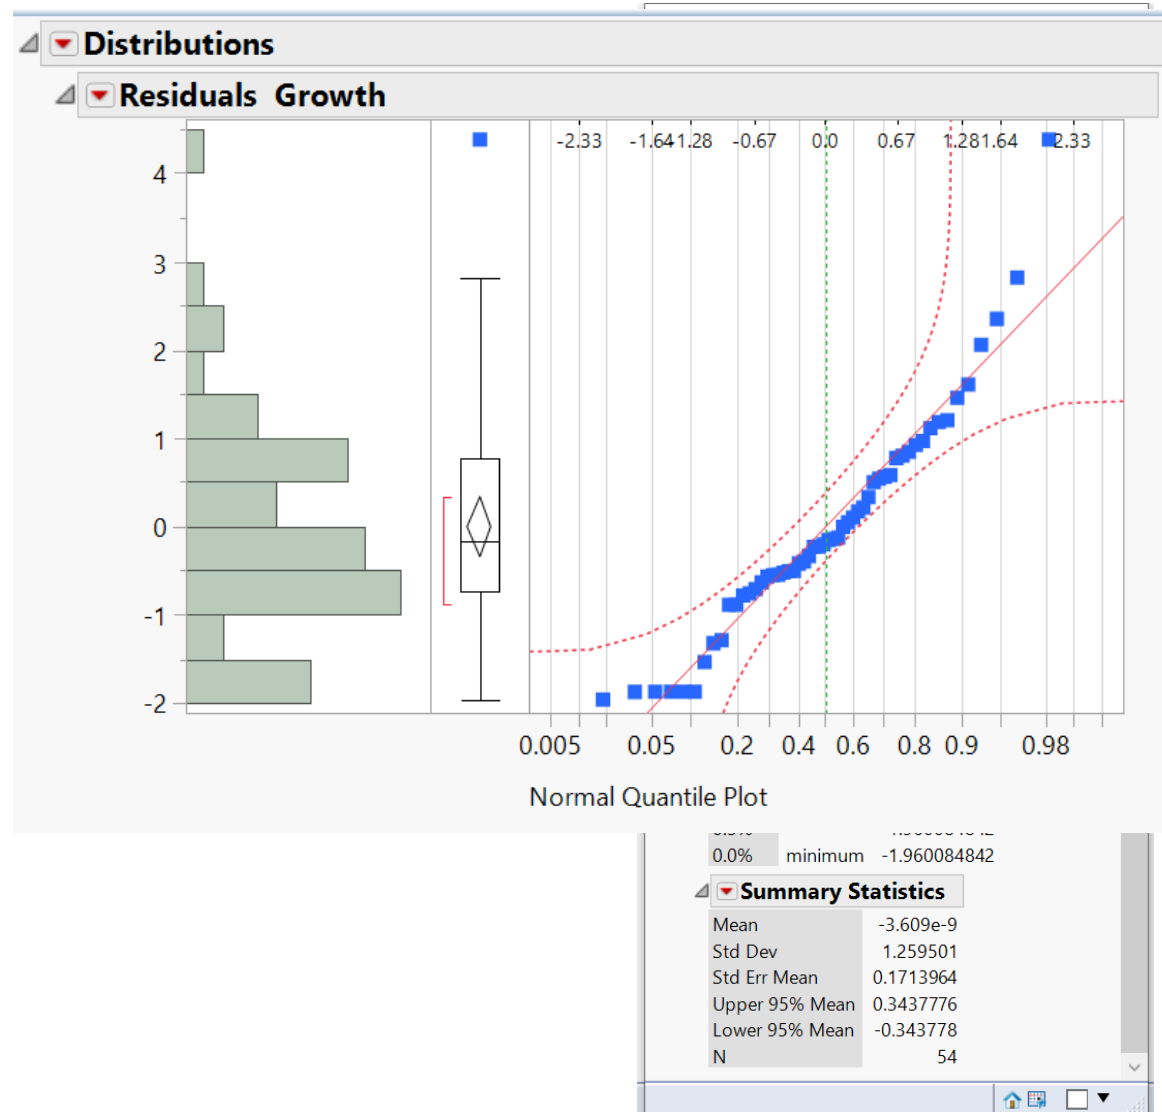 Distributions
Residuals Growth
-2.33 -1.64 -1.28 -0.67 0.0 0.67 1.28 1.64 2.33
4
3
2
1
0
-1
-2
0.005 0.05 0.2 0.4 0.6 0.8 0.9 0.98
Normal Quantile Plot
0.0% minimum -1.960084842
Summary Statistics
Mean -3.609e-9
Std Dev 1.259501
Std Err Mean 0.1713964
Upper 95% Mean 0.3437776
Lower 95% Mean -0.343778
N 54